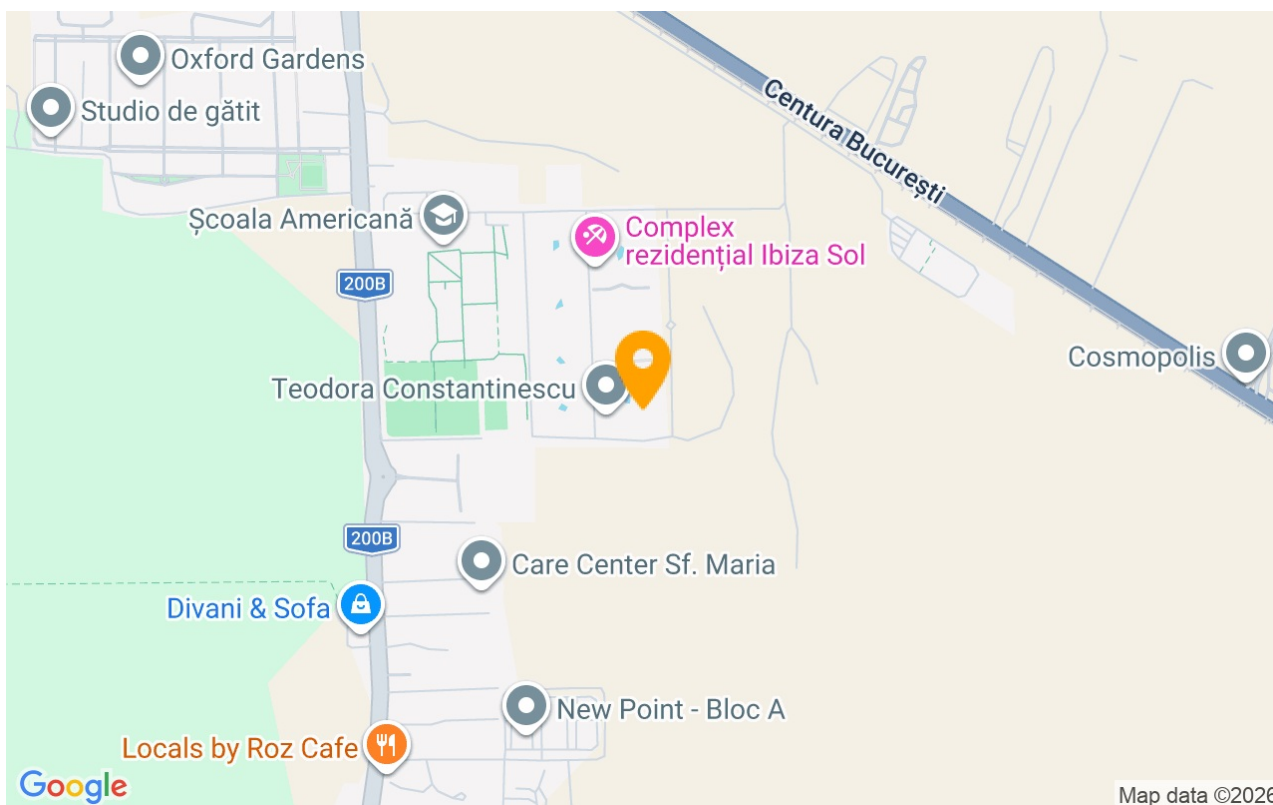 Oxford Gardens
Studio de gătit
Centura București
Școala Americană
Complex
rezidențial Ibiza Sol
200B
Cosmopolis
Teodora Constantinescu
200B
Care Center Sf. Maria
Divani & Sofa
New Point - Bloc A
Locals by Roz Cafe
Google
Map data ©2026